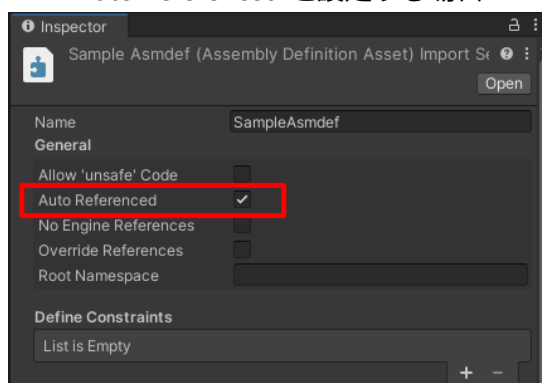 Inspector
Sample Asmdef (Assembly Definition Asset) Import Se
Open
Name SampleAsmdef
General
Allow 'unsafe' Code
Auto Referenced
No Engine References
Override References
Root Namespace
Define Constraints
List is Empty